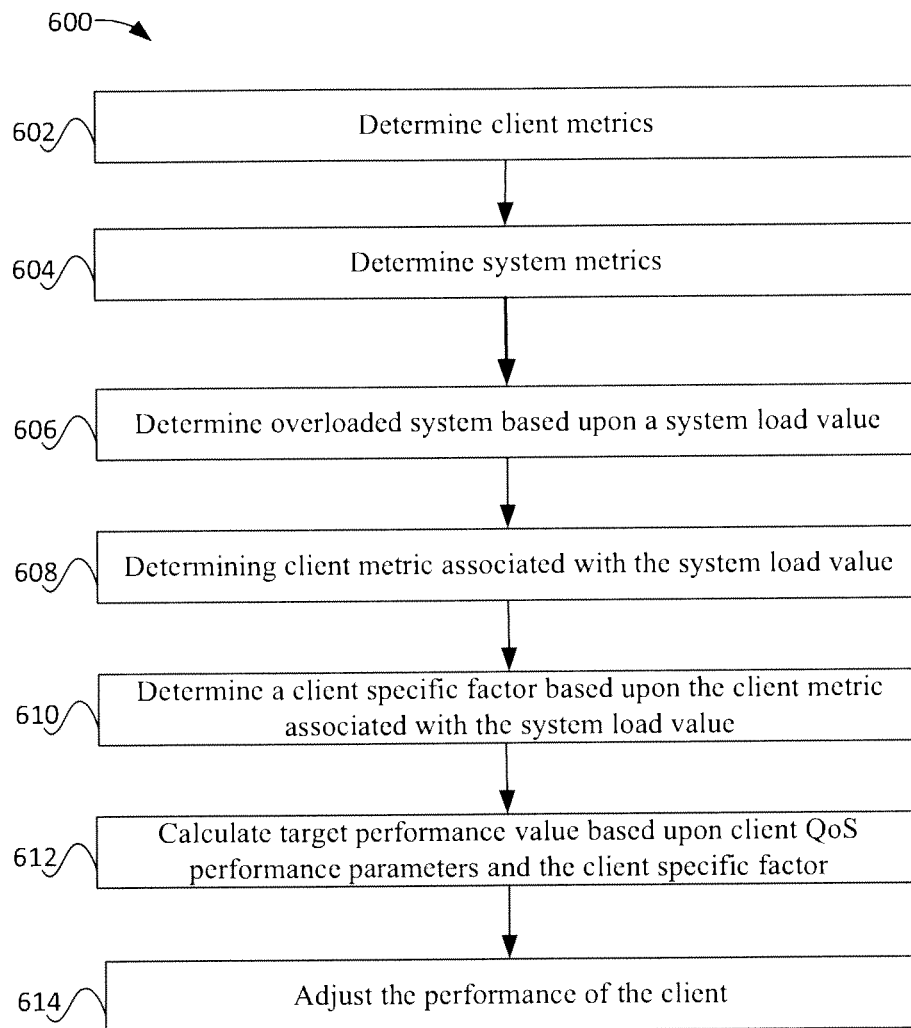 600
602
Determine client metrics
604
Determine system metrics
606
Determine overloaded system based upon a system load value
608
Determining client metric associated with the system load value
610
Determine a client specific factor based upon the client metric
associated with the system load value
612
Calculate target performance value based upon client QoS
performance parameters and the client specific factor
614
Adjust the performance of the client